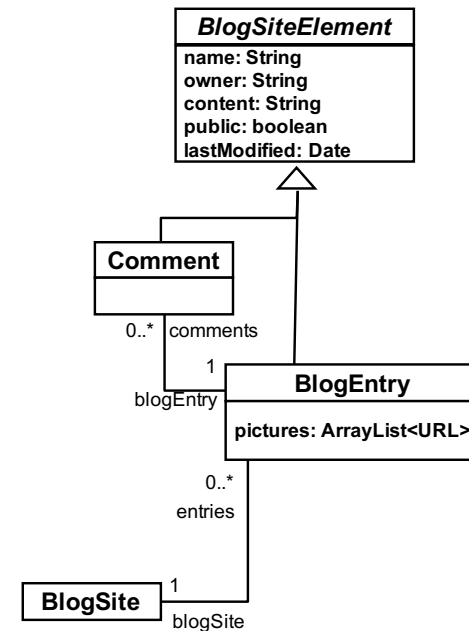 BlogSiteElement
name: String
owner: String
content: String
public: boolean
lastModified: Date
Comment
0..* comments
1
blogEntry
BlogEntry
pictures: ArrayList<URL>
0..*
entries
BlogSite
1
blogSite